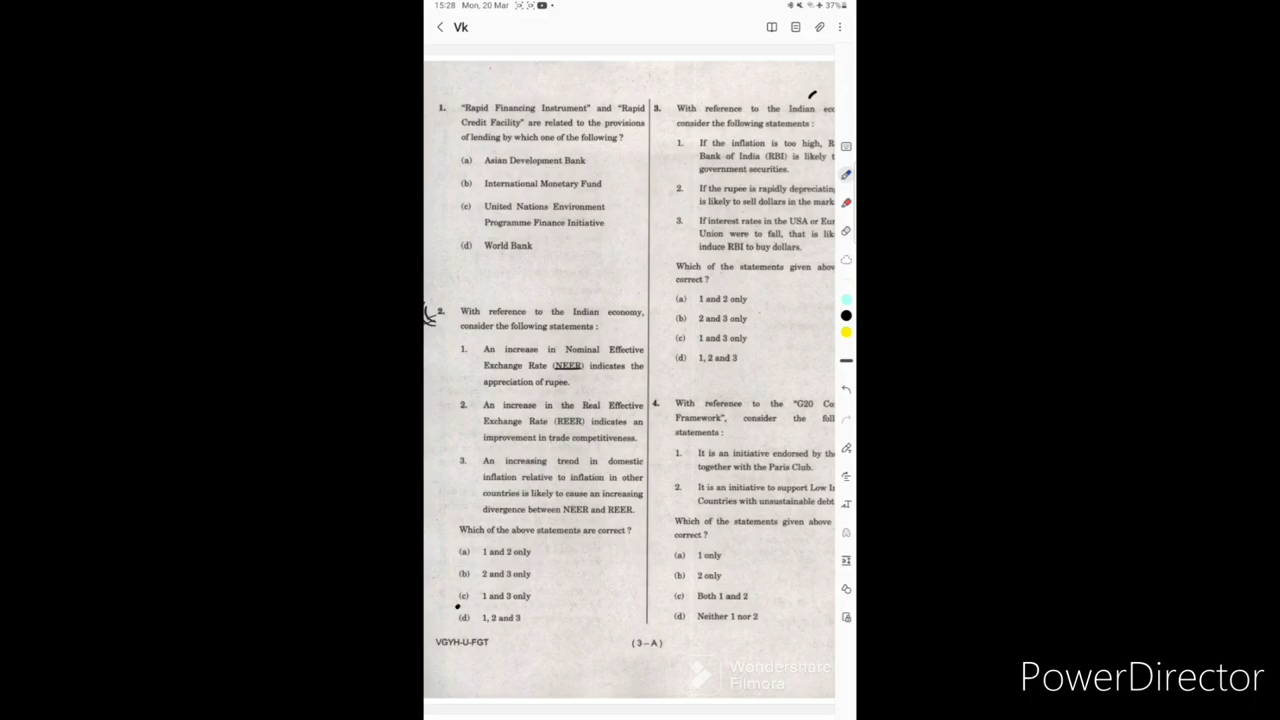 15:28 Mon, 20 Mar
37%
Vk
1. "Rapid Financing Instrument" and "Rapid
Credit Facility" are related to the provisions
of lending by which one of the following ?
(a) Asian Development Bank
(b) International Monetary Fund
(c) United Nations Environment
Programme Finance Initiative
(d) World Bank
2. With reference to the Indian economy,
consider the following statements :
1. An increase in Nominal Effective
Exchange Rate (NEER) indicates the
appreciation of rupee.
2. An increase in the Real Effective
Exchange Rate (REER) indicates an
improvement in trade competitiveness.
3. An increasing trend in domestic
inflation relative to inflation in other
countries is likely to cause an increasing
divergence between NEER and REER.
Which of the above statements are correct ?
(a) 1 and 2 only
(b) 2 and 3 only
(c) 1 and 3 only
(d) 1, 2 and 3
3. With reference to the Indian
consider the following statements :
1. If the inflation is too high,
Bank of India (RBI) is likely
government securities.
2. If the rupee is rapidly
is likely to sell dollars in the
3. If interest rates in the USA or
Union were to fall, that is
induce RBI to buy dollars.
Which of the statements given
correct ?
(a) 1 and 2 only
(b) 2 and 3 only
(c) 1 and 3 only
(d) 1, 2 and 3
4. With reference to the "G20
Framework", consider the
statements :
1. It is an initiative endorsed by
together with the Paris Club.
2. It is an initiative to support Low
Countries with unsustainable debt
Which of the statements given above
correct ?
(a) 1 only
(b) 2 only
(c) Both 1 and 2
(d) Neither 1 nor 2
VGYH-U-FGT
( 3 – A )
Wondershare
Filmora
PowerDirector